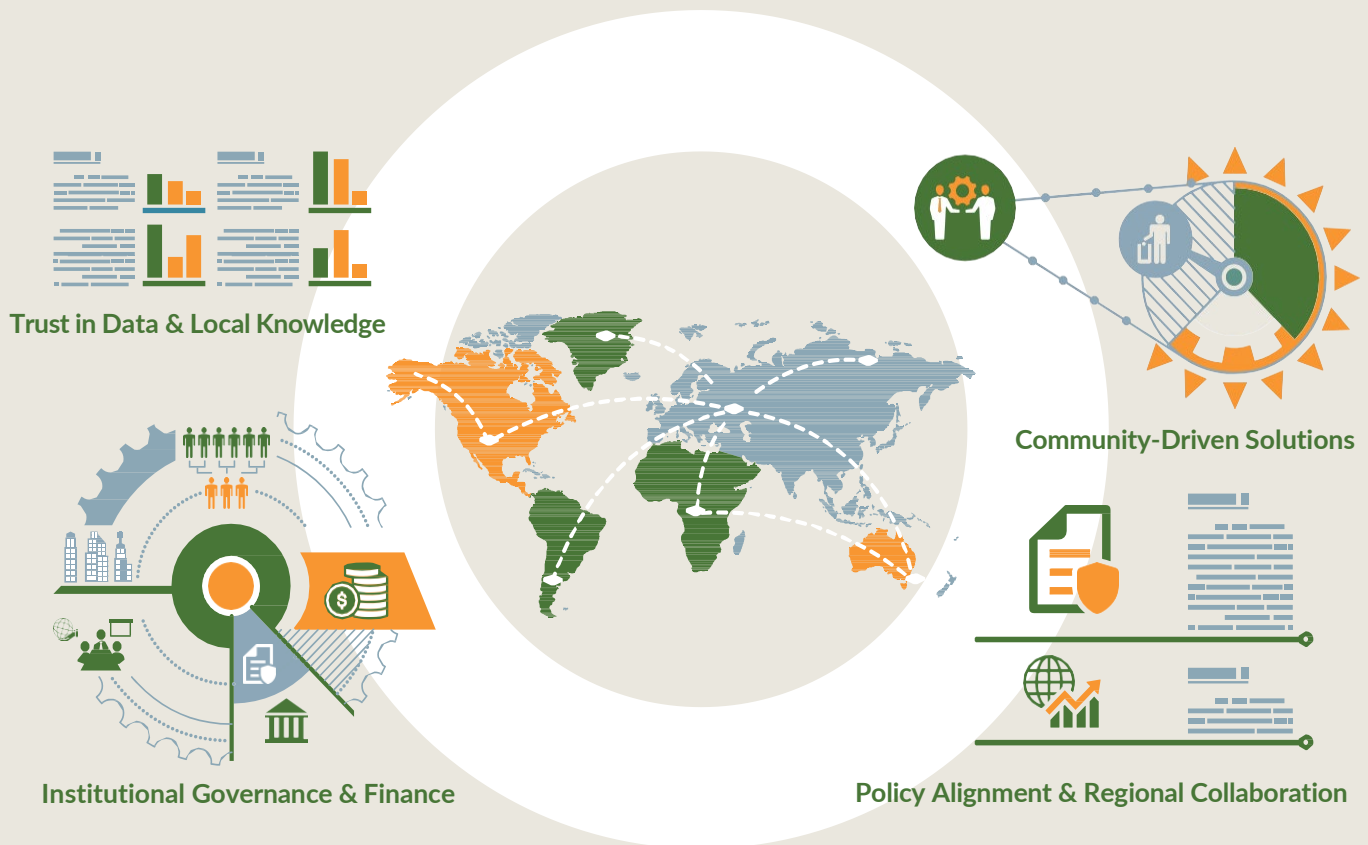 Trust in Data & Local Knowledge
Community-Driven Solutions
$
Institutional Governance & Finance
Policy Alignment & Regional Collaboration